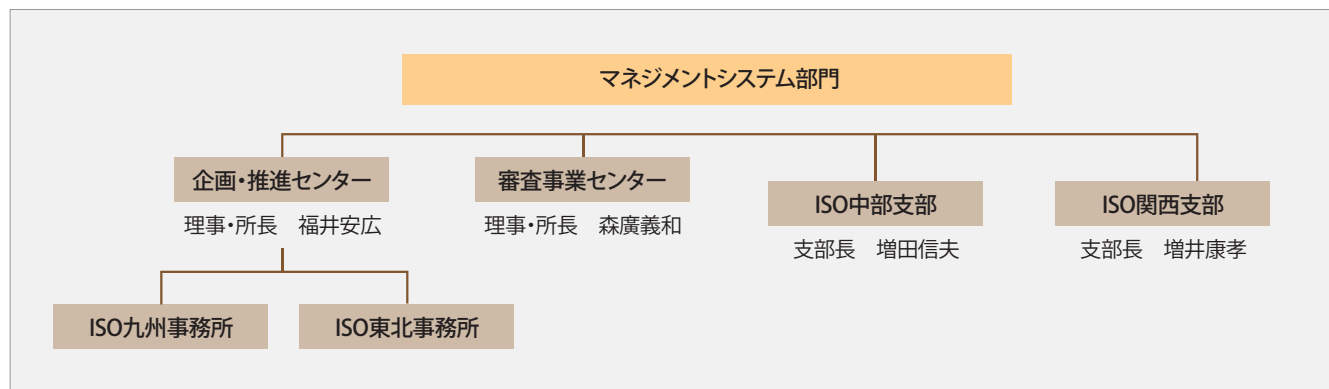 マネジメントシステム部門
企画・推進センター
理事・所長　福井安広
審査事業センター
理事・所長　森廣義和
ISO中部支部
支部長　増田信夫
ISO関西支部
支部長　増井康孝
ISO九州事務所
ISO東北事務所